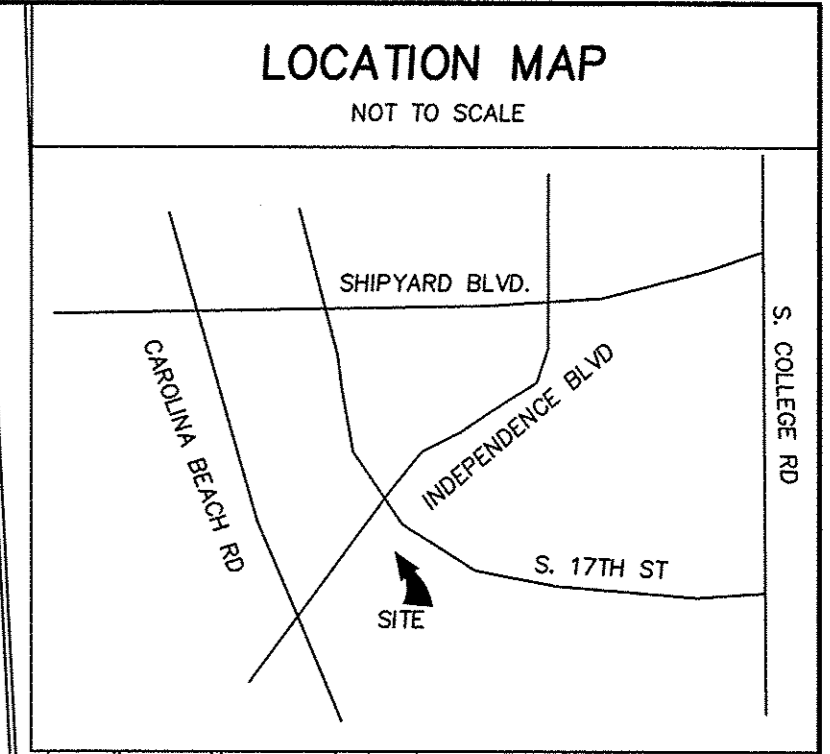 LOCATION MAP
NOT TO SCALE
SHIPYARD BLVD.
CAROLINA BEACH RD
INDEPENDENCE BLVD
S. COLLEGE RD
S. 17TH ST
SITE